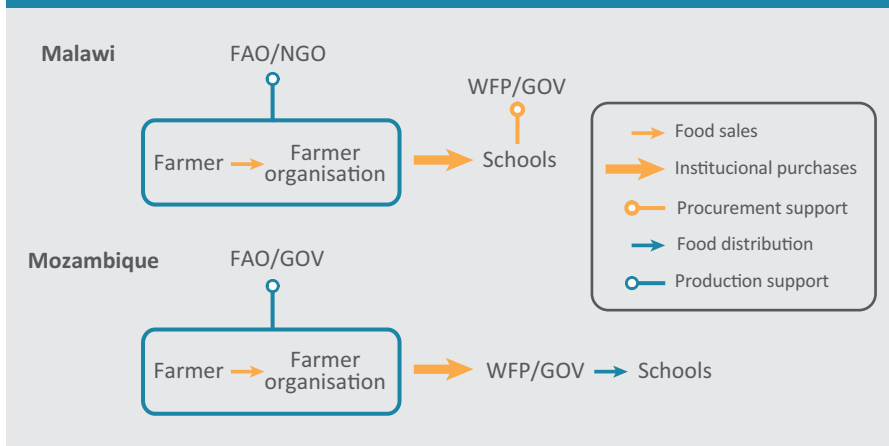 Malawi
FAO/NGO
WFP/GOV
Farmer
Farmer
organisation
Schools
Food sales
Institucional purchases
Procurement support
Food distribution
Production support
Mozambique
FAO/GOV
Farmer
Farmer
organisation
WFP/GOV
Schools